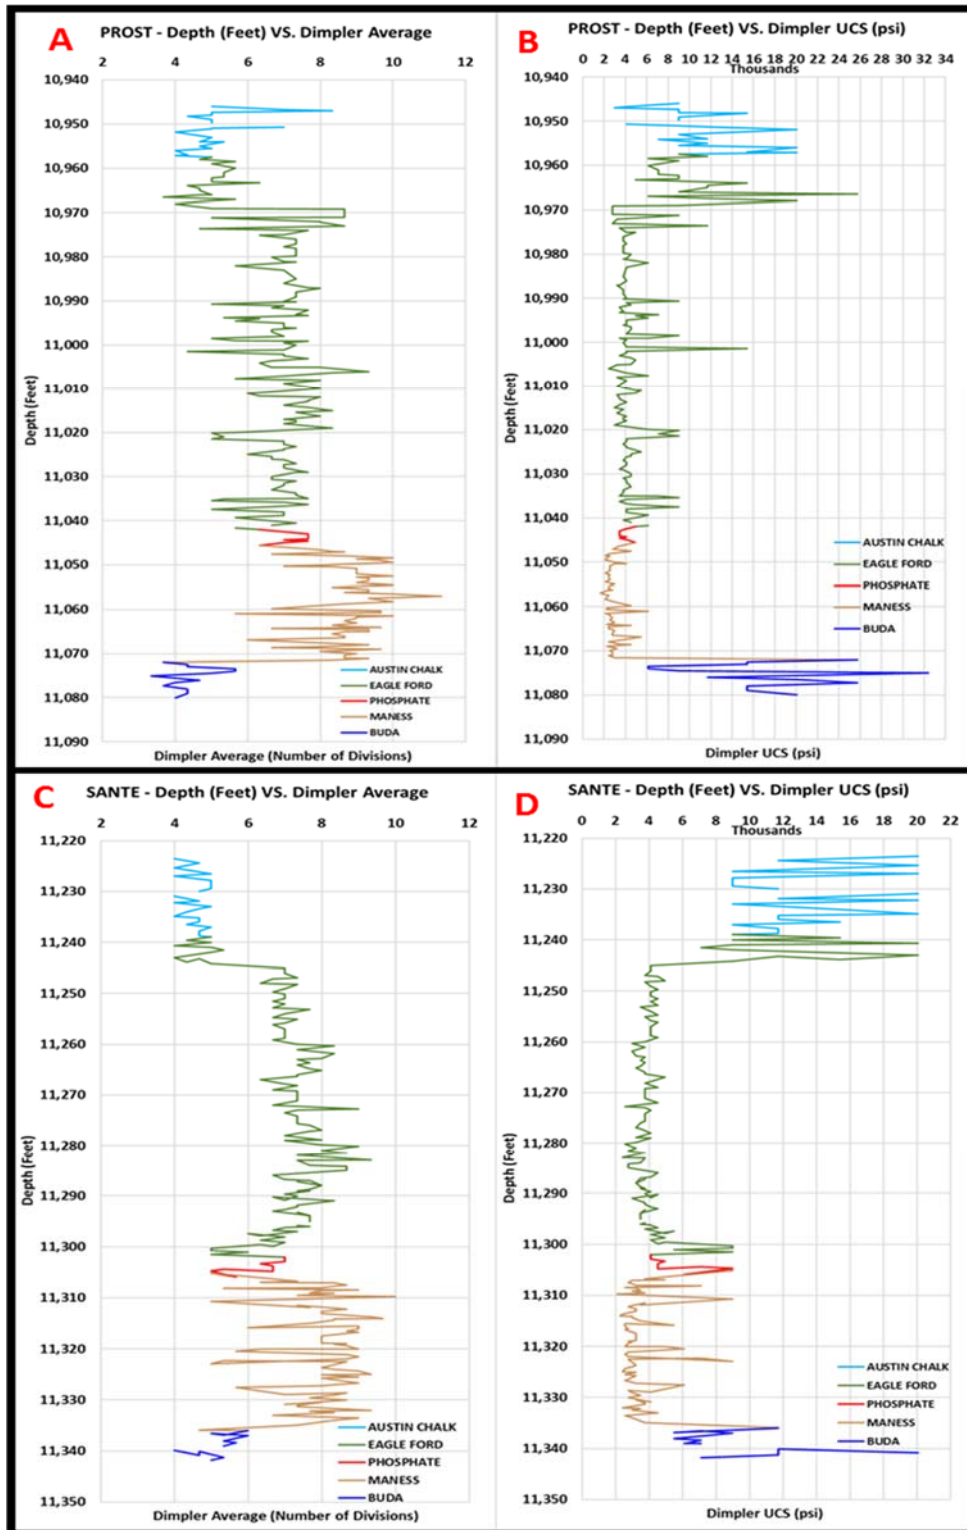 A
PROST - Depth (Feet) VS. Dimpler Average
2 4 6 8 10 12
10,940
10,950
10,960
10,970
10,980
10,990
11,000
11,010
11,020
11,030
11,040
11,050
11,060
11,070
11,080
11,090
Depth (Feet)
AUSTIN CHALK
EAGLE FORD
PHOSPHATE
MANESS
BUDA
Dimpler Average (Number of Divisions)
B
PROST - Depth (Feet) VS. Dimpler UCS (psi)
0 2 4 6 8 10 12 14 16 18 20 22 24 26 28 30 32 34
Thousands
10,940
10,950
10,960
10,970
10,980
10,990
11,000
11,010
11,020
11,030
11,040
11,050
11,060
11,070
11,080
11,090
Depth (Feet)
AUSTIN CHALK
EAGLE FORD
PHOSPHATE
MANESS
BUDA
Dimpler UCS (psi)
C
SANTE - Depth (Feet) VS. Dimpler Average
2 4 6 8 10 12
11,220
11,230
11,240
11,250
11,260
11,270
11,280
11,290
11,300
11,310
11,320
11,330
11,340
11,350
Depth (Feet)
AUSTIN CHALK
EAGLE FORD
PHOSPHATE
MANESS
BUDA
Dimpler Average (Number of Divisions)
D
SANTE - Depth (Feet) VS. Dimpler UCS (psi)
0 2 4 6 8 10 12 14 16 18 20 22
Thousands
11,220
11,230
11,240
11,250
11,260
11,270
11,280
11,290
11,300
11,310
11,320
11,330
11,340
11,350
Depth (Feet)
AUSTIN CHALK
EAGLE FORD
PHOSPHATE
MANESS
BUDA
Dimpler UCS (psi)